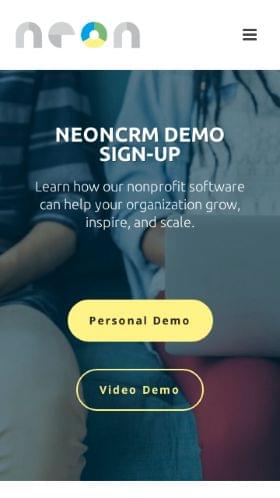 neon
NEONCRM DEMO
SIGN-UP
Learn how our nonprofit software
can help your organization grow,
inspire, and scale.
Personal Demo
Video Demo